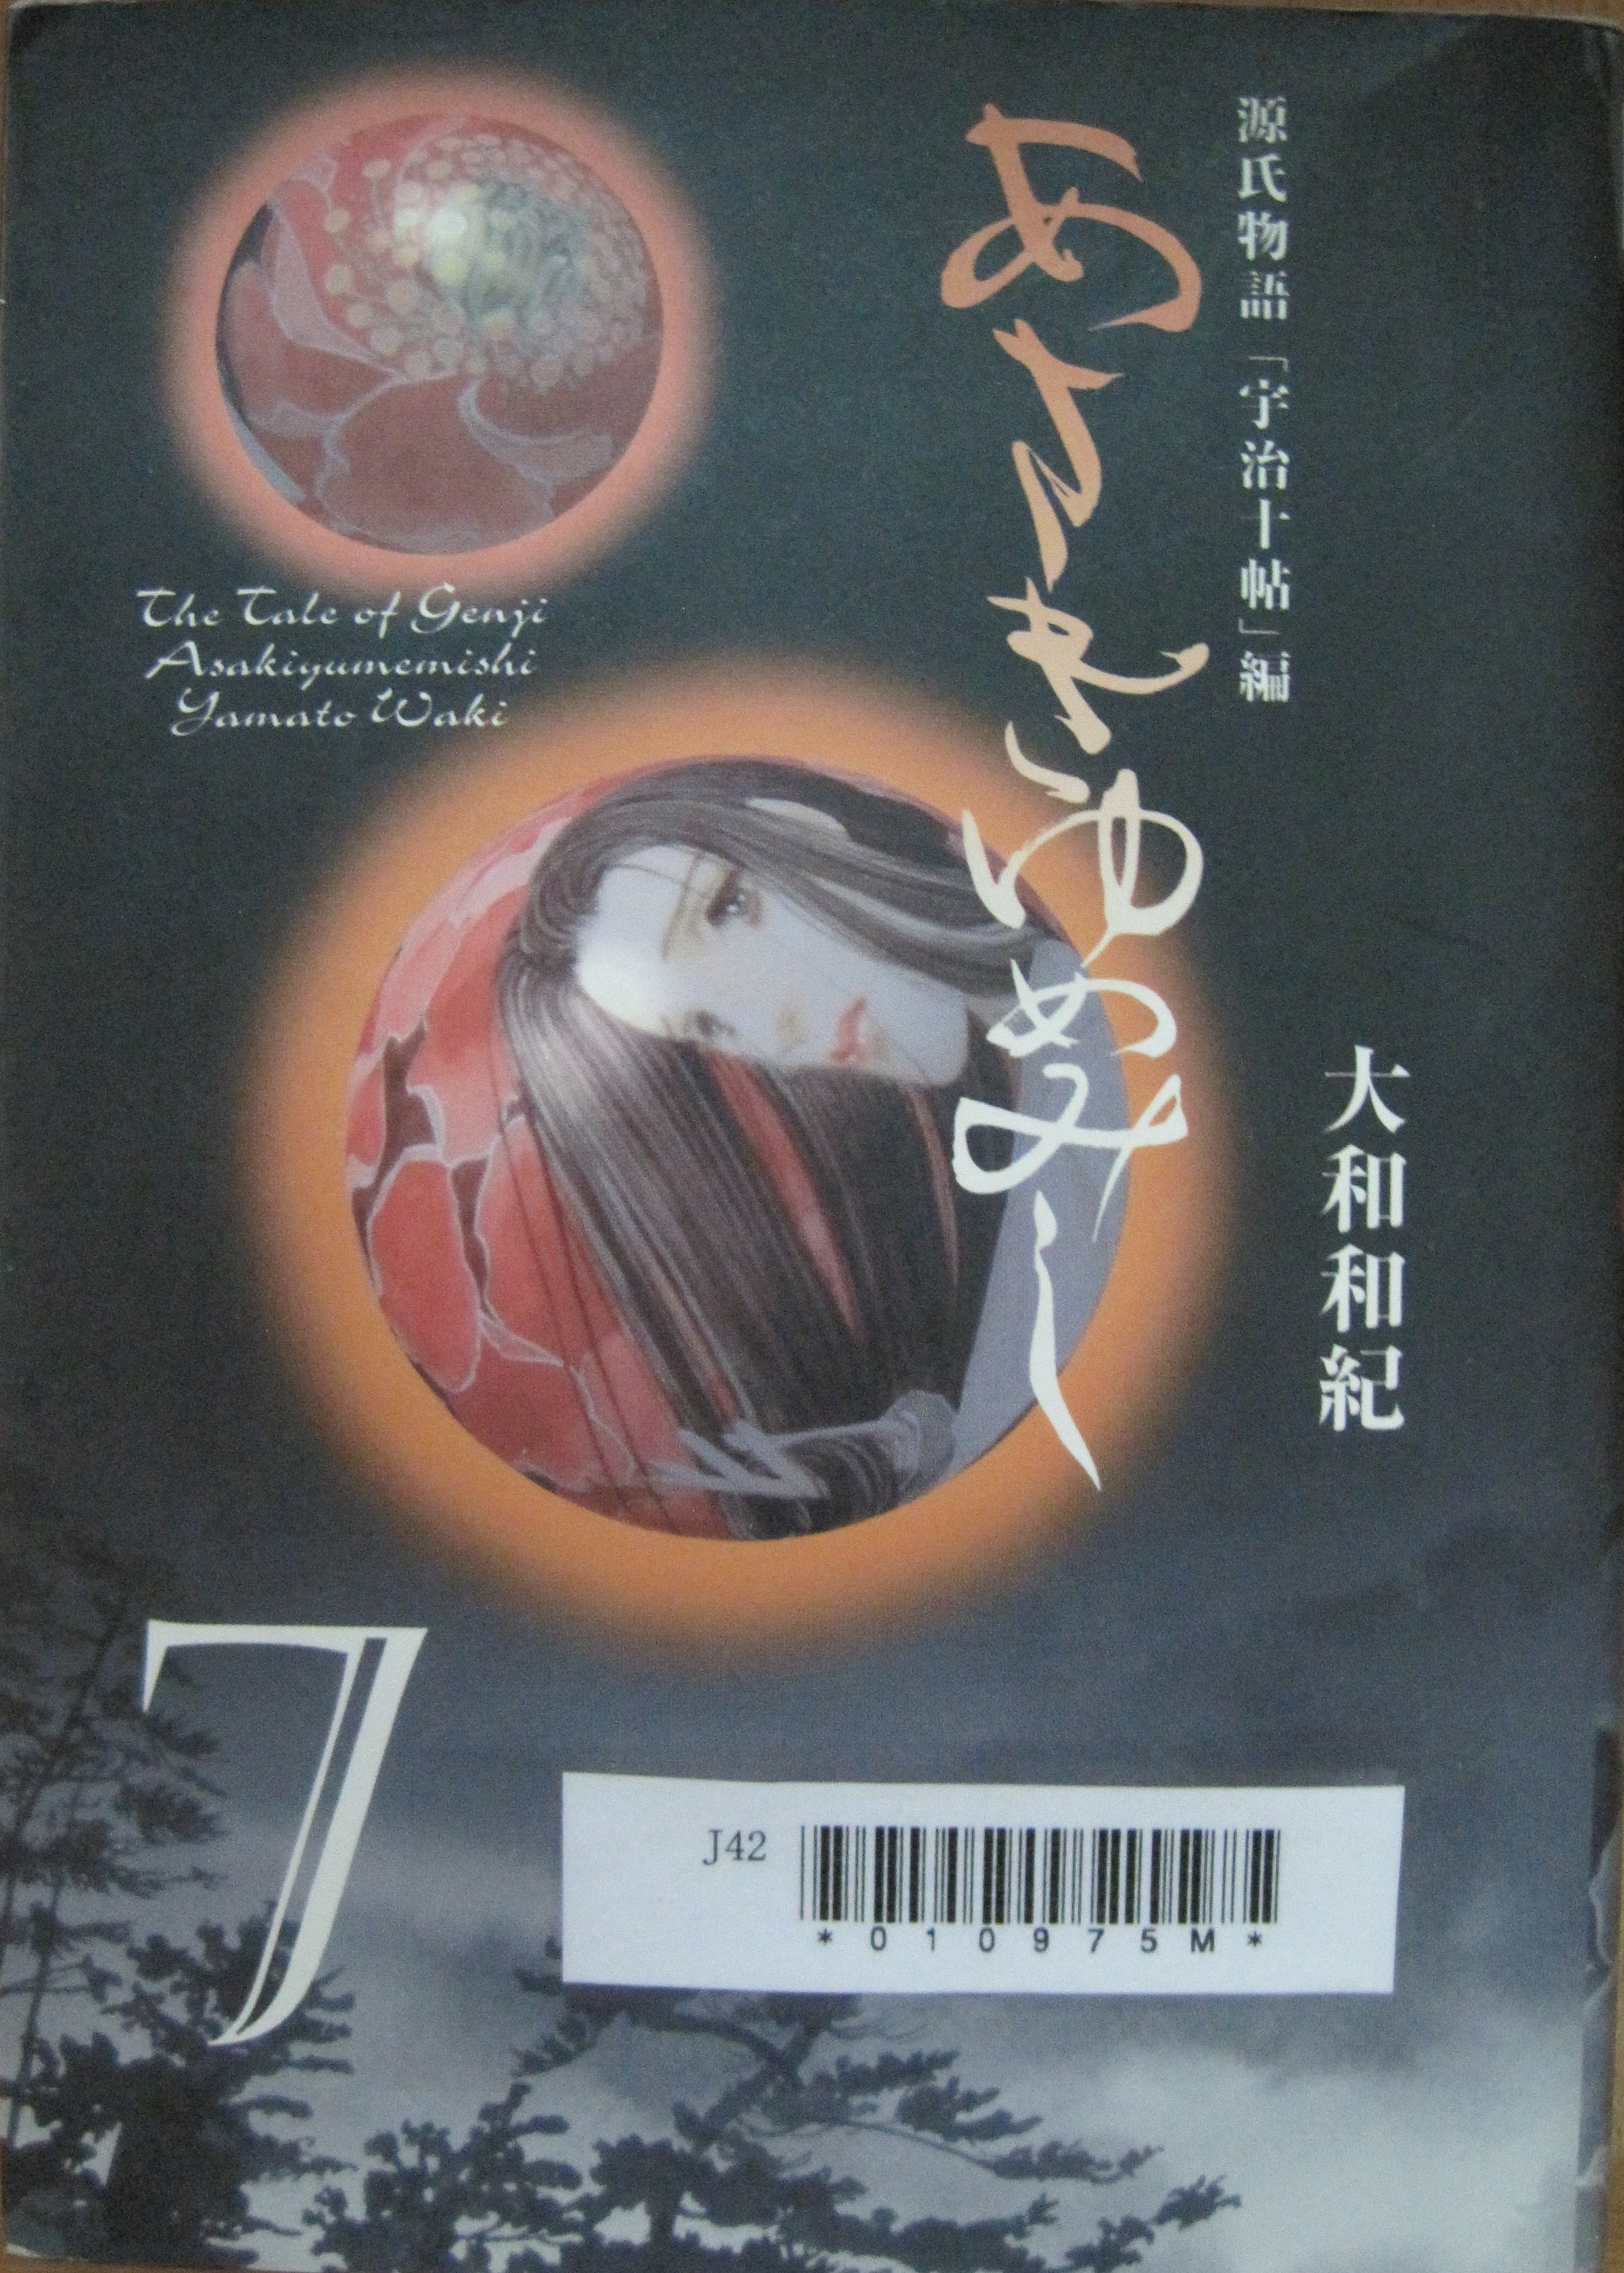 源氏物語「宇治十帖」編
あさきゆめみし
大和和紀
The Tale of Genji
Asakiyumemishi
Yamato Waki
7
J42
*010975M*